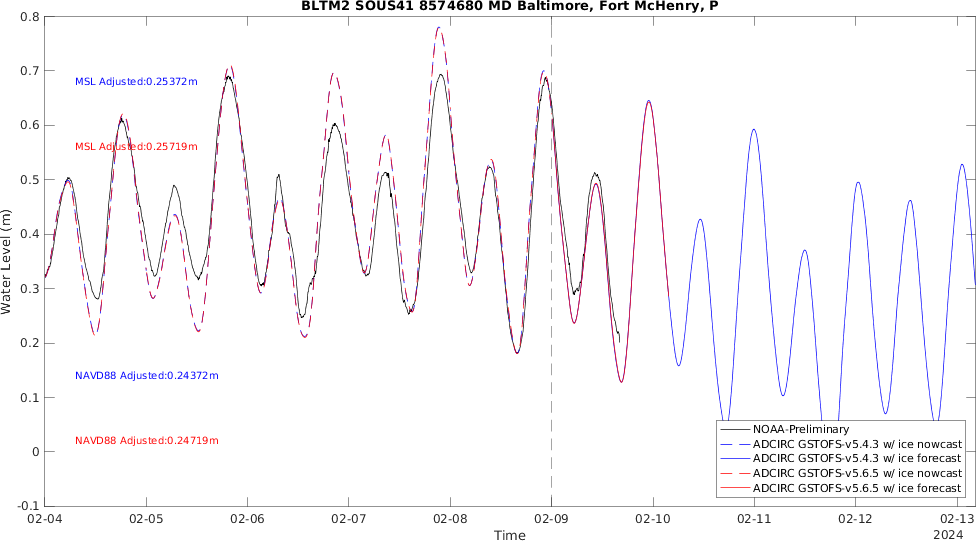 BLTM2 SOUS41 8574680 MD Baltimore, Fort McHenry, P
0.8
0.7
0.6
0.5
0.4
0.3
0.2
0.1
0
-0.1
Water Level (m)
MSL Adjusted:0.25372m
MSL Adjusted:0.25719m
NAVD88 Adjusted:0.24372m
NAVD88 Adjusted:0.24719m
NOAA-Preliminary
ADCIRC GSTOFS-v5.4.3 w/ ice nowcast
ADCIRC GSTOFS-v5.4.3 w/ ice forecast
ADCIRC GSTOFS-v5.6.5 w/ ice nowcast
ADCIRC GSTOFS-v5.6.5 w/ ice forecast
02-04 02-05 02-06 02-07 02-08 02-09 02-10 02-11 02-12 02-13
Time
2024